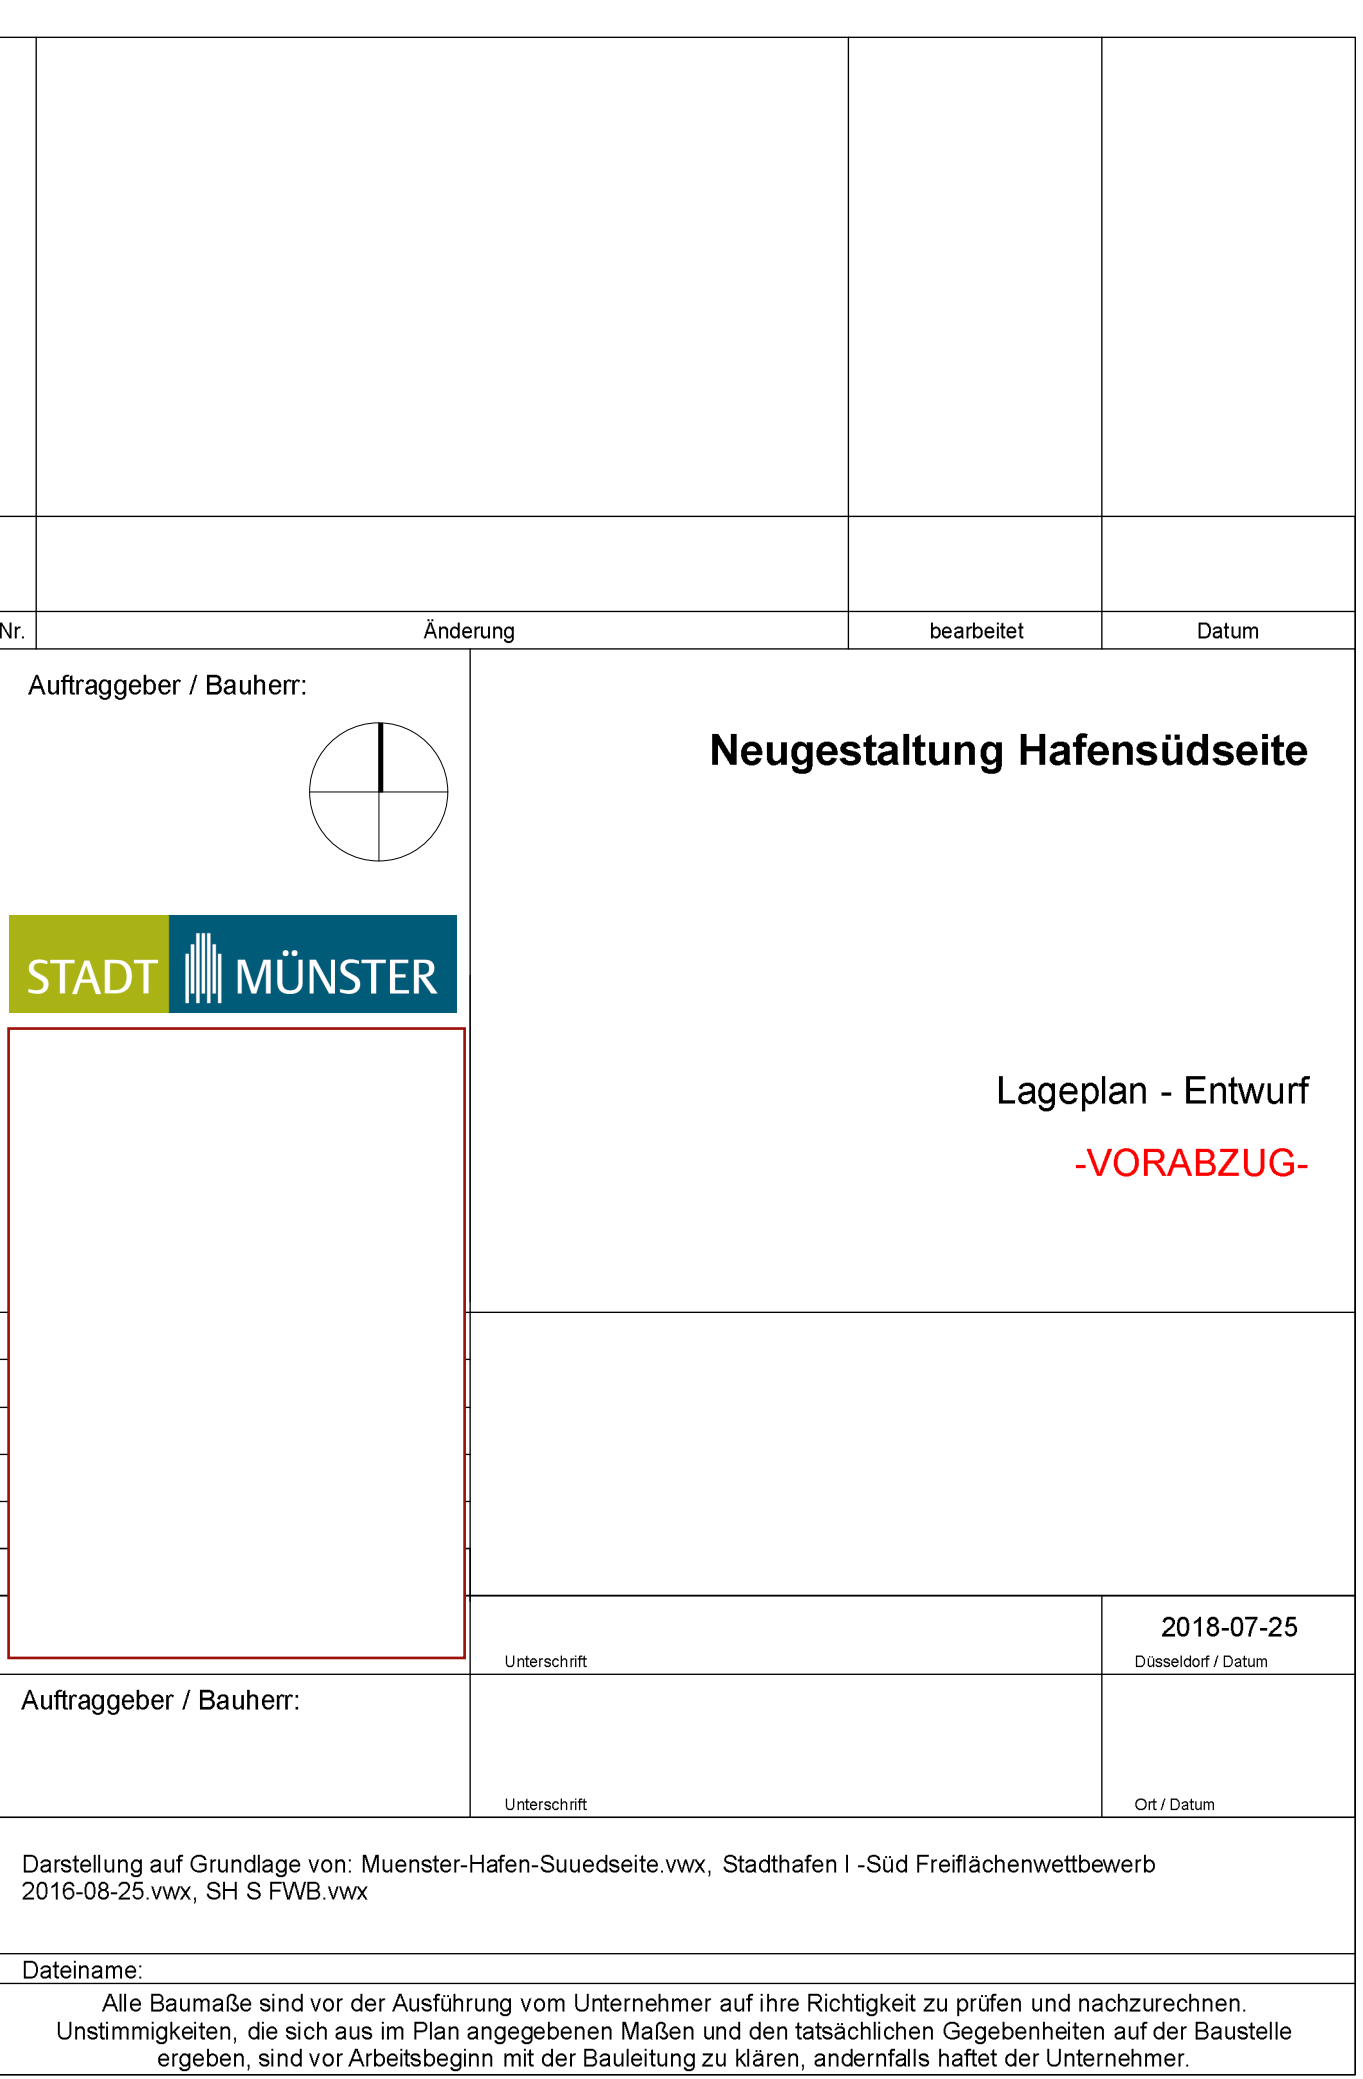 Nr.
Änderung
bearbeitet
Datum
Auftraggeber / Bauherr:
Neugestaltung Hafensüdseite
STADT MÜNSTER
Lageplan - Entwurf
-VORABZUG-
2018-07-25
Unterschrift
Düsseldorf / Datum
Auftraggeber / Bauherr:
Unterschrift
Ort / Datum
Darstellung auf Grundlage von: Muenster-Hafen-Suuedseite.vwx, Stadthafen I -Süd Freiflächenwettbewerb
2016-08-25.vwx, SH S FWB.vwx
Dateiname:
Alle Baumaße sind vor der Ausführung vom Unternehmer auf ihre Richtigkeit zu prüfen und nachzurechnen.
Unstimmigkeiten, die sich aus im Plan angegebenen Maßen und den tatsächlichen Gegebenheiten auf der Baustelle
ergeben, sind vor Arbeitsbeginn mit der Bauleitung zu klären, andernfalls haftet der Unternehmer.